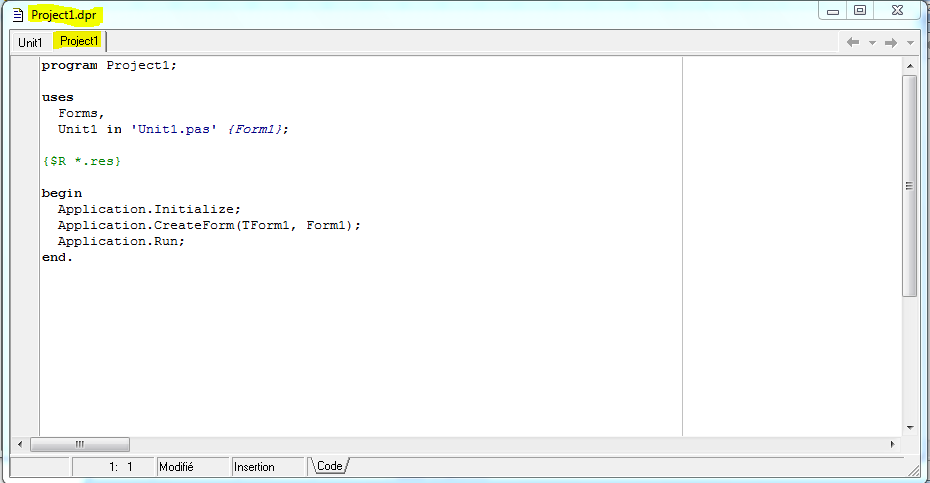 Project1.dpr
Unit1 Project1
program Project1;
uses
Forms,
Unit1 in 'Unit1.pas' {Form1};
{$R *.res}
begin
Application.Initialize;
Application.CreateForm(TForm1, Form1);
Application.Run;
end.
1: 1 Modifié Insertion \Code/